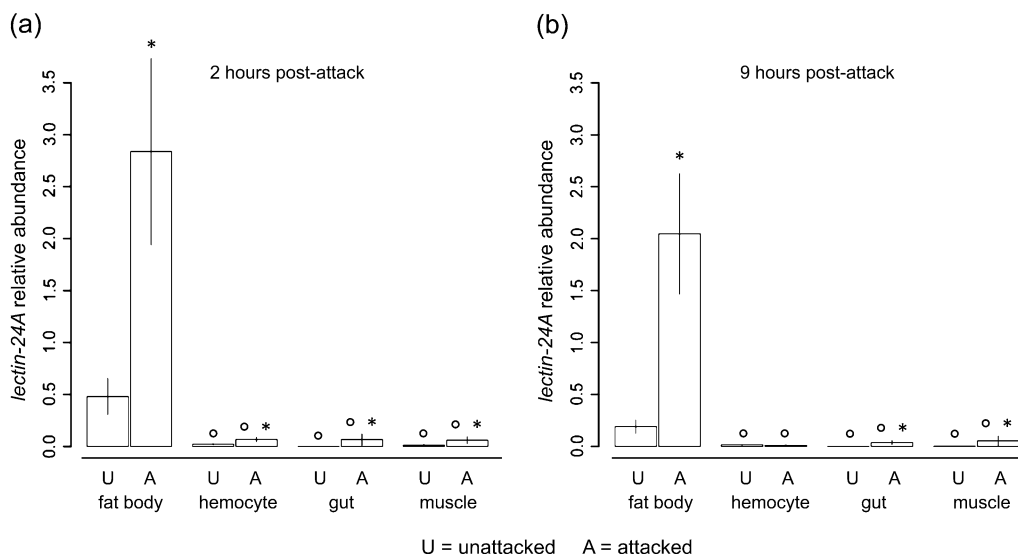 (a)
2 hours post-attack
lectin-24A relative abundance
3.5
3.0
2.5
2.0
1.5
1.0
0.5
0.0
*
° ° * ° ° * ° ° *
U A U A U A U A
fat body hemocyte gut muscle
(b)
9 hours post-attack
lectin-24A relative abundance
3.5
3.0
2.5
2.0
1.5
1.0
0.5
0.0
*
° ° ° ° * ° ° *
U A U A U A U A
fat body hemocyte gut muscle
U = unattacked A = attacked